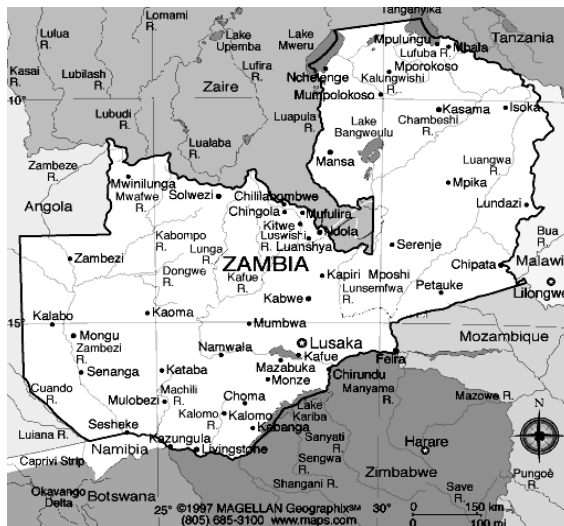 Lomami
R.
Lake
Upemba
Lake
Mweru
Tanganyika
Tanzania
Lulua
R.
Kasai
R.
Lubilash
R.
Lufira
R.
Zaire
Mpulungu
Mbala
Lufuba R.
Mporokoso
Nchelenge
Kalungwishi
R.
Mumpolokoso
10°
Lubudi
R.
Luapula
R.
Kasama
Isoka
Chambeshi
R.
Lake
Bangweulu
Lualaba
R.
Mansa
Luangwa
R.
Zambeze
R.
Mwinilunga
Mwafwe
R.
Solwezi
Chililabombwe
Chingola
Mufulira
Kitwe
Luswishi
R.
Ndola
Luanshya
Mpika
Lundazi
Angola
Kabompo
R.
Lunga
R.
Serenje
Bua
R.
Malawi
Chipata
Zambezi
Dongwe
R.
Kafue
R.
ZAMBIA
Kapiri Mposhi
Lunsemfwa
R.
Petauke
Lilongwe
Kabwe
Kalabo
15°
Kaoma
Mumbwa
Mongu
Zambezi
R.
Lusaka
Mozambique
Namwala
Kafue
Feira
Senanga
Kataba
Mazabuka
Monze
Chirundu
Cuando
R.
Machili
R.
Manyame
R.
Mazowe R.
Mulobezi
Choma
Kalomo
R.
Kalomo
Lake
Kariba
Kabanga
Luiana
R.
Sesheke
Kazungula
Livingstone
Sanyati
R.
Harare
N
Caprivi Strip
Namibia
Sengwa
R.
Zimbabwe
Pungoè
R.
Shangani R.
Save
R.
Okavango
Delta
Botswana
25°
30°
0
150 km
0
100 mi
©1997 MAGELLAN Geographix℠
(805) 685-3100 www.maps.com